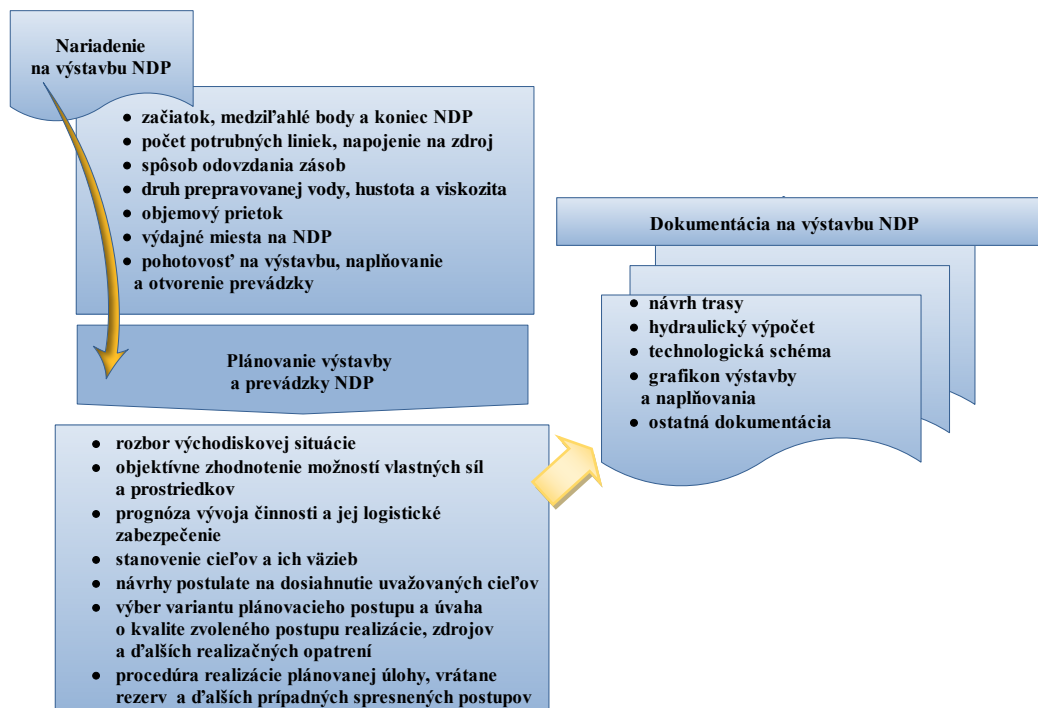 Nariadenie
na výstavbu NDP
● začiatok, medziľahlé body a koniec NDP
● počet potrubných liniek, napojenie na zdroj
● spôsob odovzdania zásob
● druh prepravovanej vody, hustota a viskozita
● objemový prietok
● výdajné miesta na NDP
● pohotovosť na výstavbu, naplňovanie
a otvorenie prevádzky
Plánovanie výstavby
a prevádzky NDP
● rozbor východiskovej situácie
● objektívne zhodnotenie možností vlastných síl
a prostriedkov
● prognóza vývoja činnosti a jej logistické
zabezpečenie
● stanovenie cieľov a ich väzieb
● návrhy postulate na dosiahnutie uvažovaných cieľov
● výber variantu plánovacieho postupu a úvaha
o kvalite zvoleného postupu realizácie, zdrojov
a ďalších realizačných opatrení
● procedúra realizácie plánovanej úlohy, vrátane
rezerv a ďalších prípadných spresnených postupov
Dokumentácia na výstavbu NDP
● návrh trasy
● hydraulický výpočet
● technologická schéma
● grafikon výstavby
a naplňovania
● ostatná dokumentácia